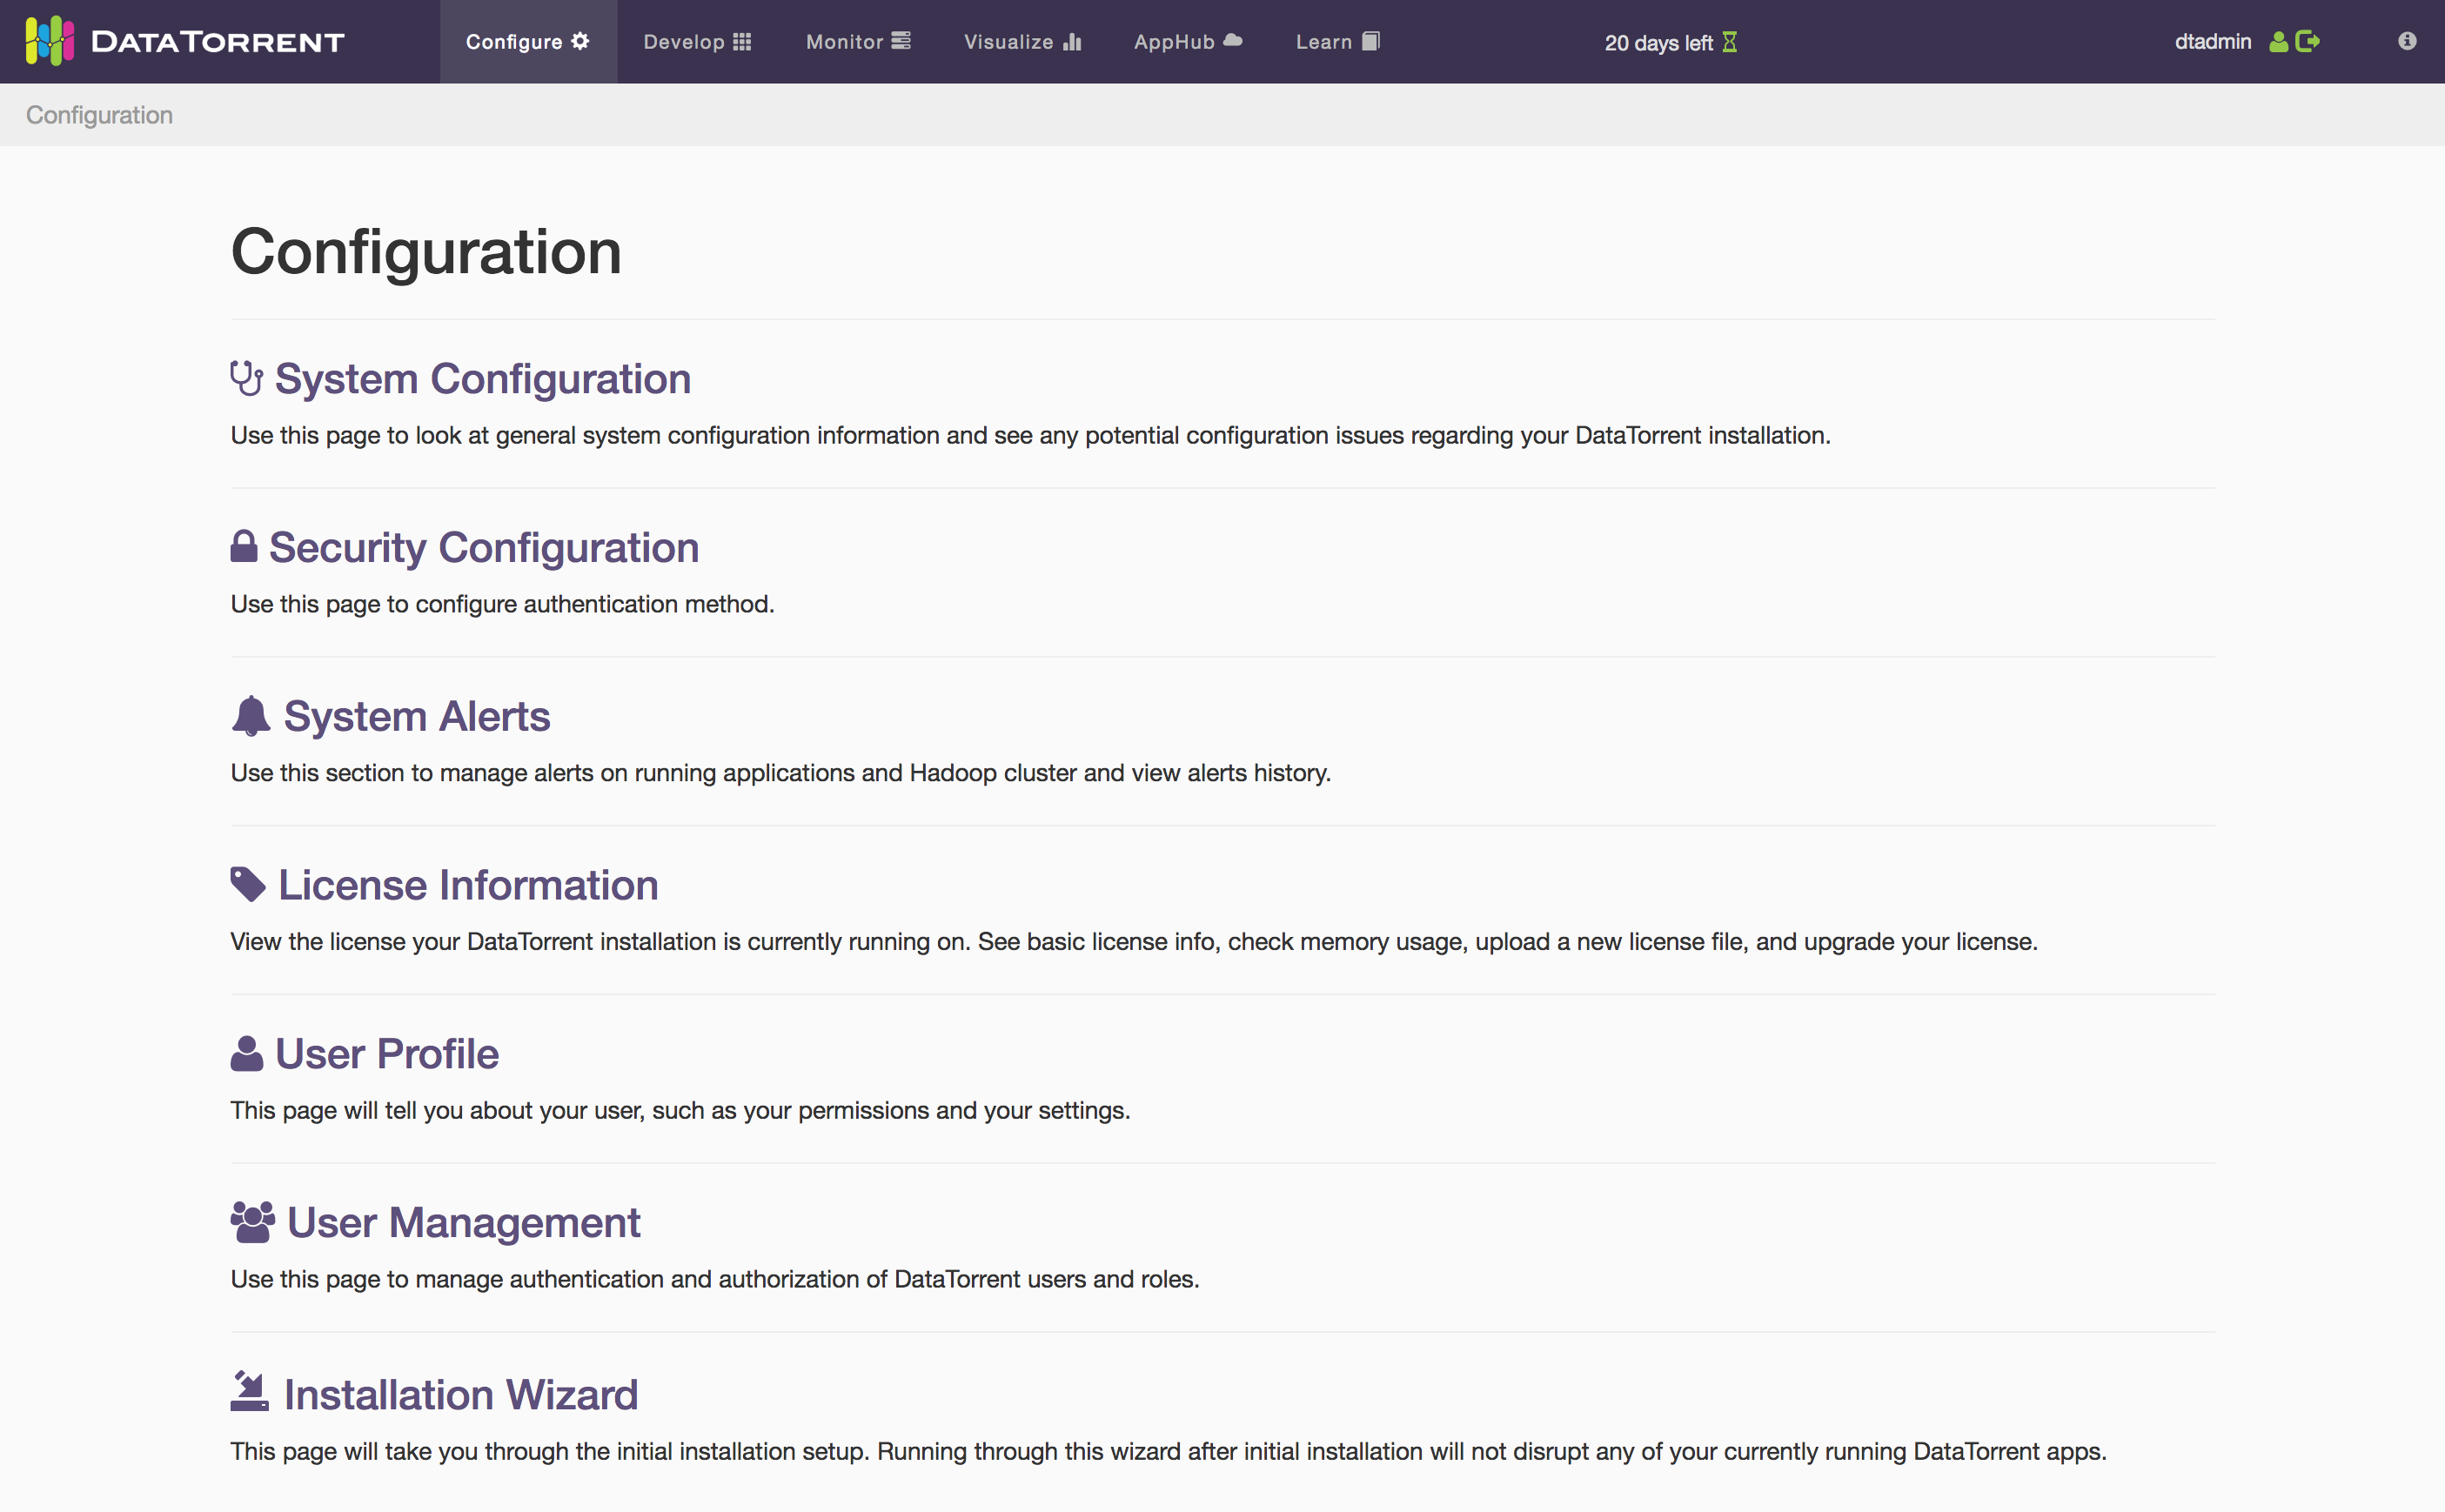 DATATORRENT Configure Develop Monitor Visualize AppHub Learn 20 days left dtadmin
Configuration
Configuration
System Configuration
Use this page to look at general system configuration information and see any potential configuration issues regarding your DataTorrent installation.
Security Configuration
Use this page to configure authentication method.
System Alerts
Use this section to manage alerts on running applications and Hadoop cluster and view alerts history.
License Information
View the license your DataTorrent installation is currently running on. See basic license info, check memory usage, upload a new license file, and upgrade your license.
User Profile
This page will tell you about your user, such as your permissions and your settings.
User Management
Use this page to manage authentication and authorization of DataTorrent users and roles.
Installation Wizard
This page will take you through the initial installation setup. Running through this wizard after initial installation will not disrupt any of your currently running DataTorrent apps.